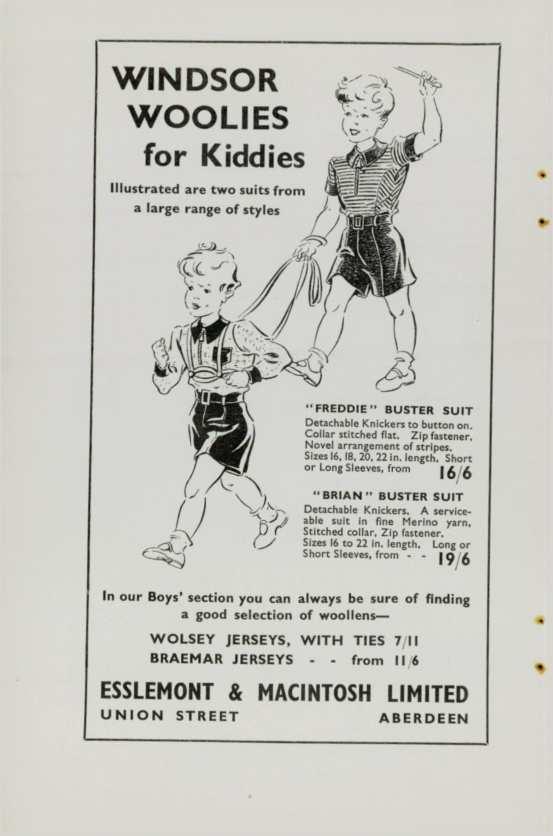 WINDSOR
WOOLIES
for Kiddies
Illustrated are two suits from
a large range of styles
"FREDDIE" BUSTER SUIT
Detachable Knickers to button on.
Collar stitched flat. Zip fastener.
Novel arrangement of stripes.
Sizes 16, 18, 20, 22 in. length. Short
or Long Sleeves, from 16/6
"BRIAN" BUSTER SUIT
Detachable Knickers. A service-
able suit in fine Merino yarn,
Stitched collar, Zip fastener.
Sizes 16 to 22 in. length. Long or
Short Sleeves, from - - 19/6
In our Boys' section you can always be sure of finding
a good selection of woollens—
WOLSEY JERSEYS, WITH TIES 7/11
BRAEMAR JERSEYS - - from 11/6
ESSLEMONT & MACINTOSH LIMITED
UNION STREET ABERDEEN